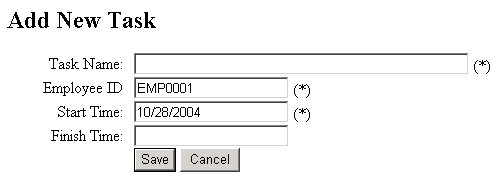 Add New Task
Task Name: (*)
Employee ID EMP0001 (*)
Start Time: 10/28/2004 (*)
Finish Time:
Save Cancel